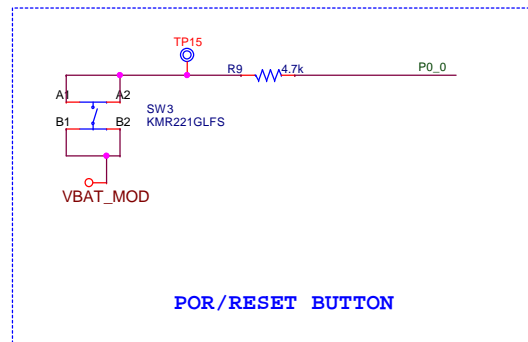 TP15
R9 4.7k P0_0
A1 A2
SW3
B1 B2 KMR221GLFS
VBAT_MOD
POR/RESET BUTTON